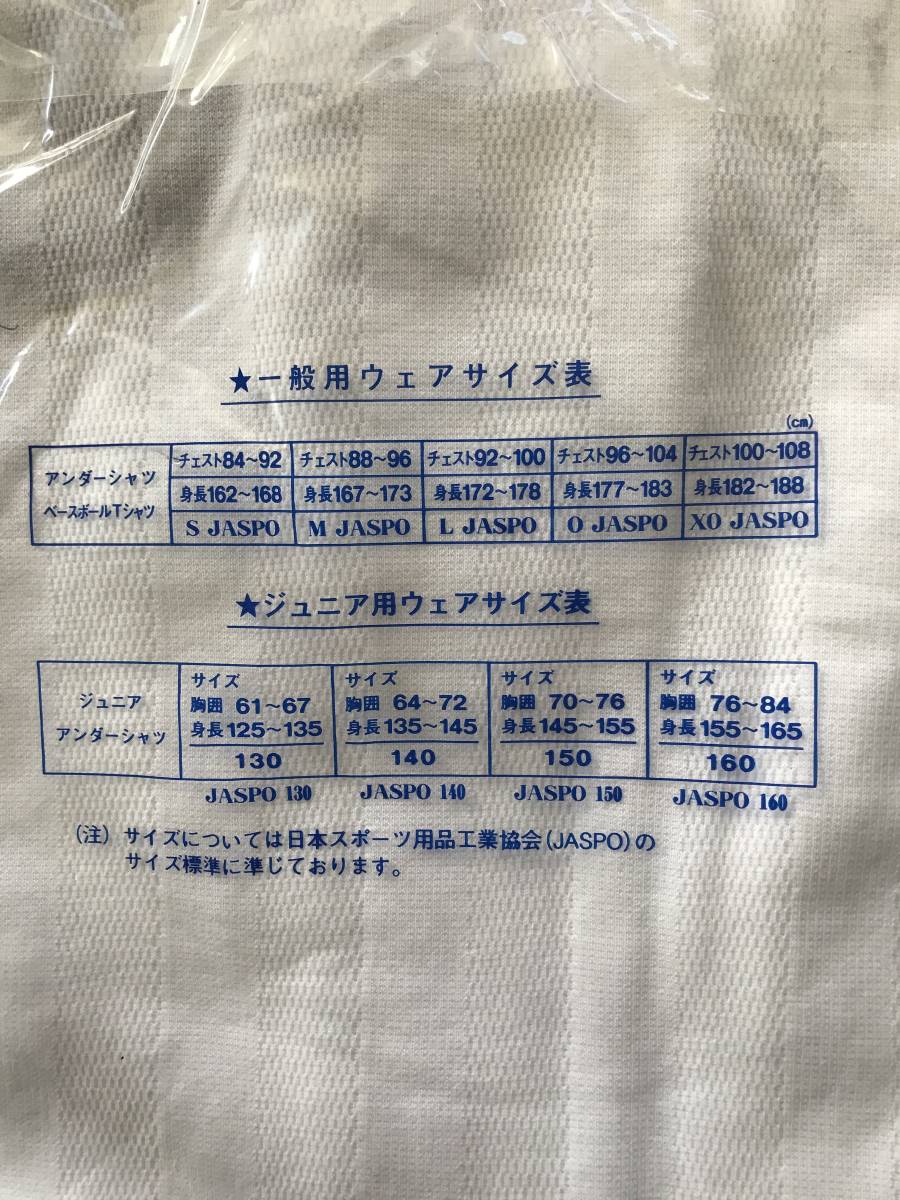 ★一般用ウェアサイズ表
(cm)
アンダーシャツ
ベースボールTシャツ
チェスト84～92 チェスト88～96 チェスト92～100 チェスト96～104 チェスト100～108
身長162～168 身長167～173 身長172～178 身長177～183 身長182～188
S JASPO M JASPO L JASPO O JASPO XO JASPO
★ジュニア用ウェアサイズ表
ジュニア
アンダーシャツ
サイズ サイズ サイズ サイズ
胸囲 61～67 胸囲 64～72 胸囲 70～76 胸囲 76～84
身長125～135 身長135～145 身長145～155 身長155～165
130 140 150 160
JASPO 130 JASPO 140 JASPO 150 JASPO 160
(注) サイズについては日本スポーツ用品工業協会(JASPO)の
サイズ標準に準じております。